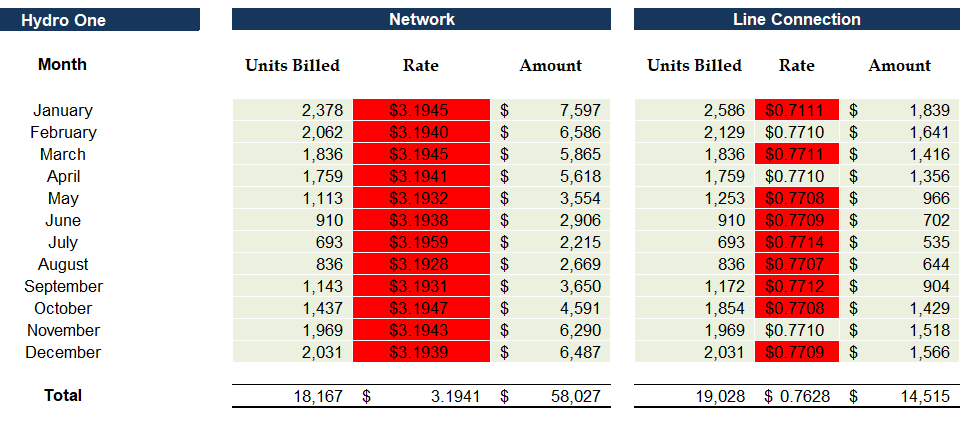 Hydro One Network Line Connection
Month Units Billed Rate Amount Units Billed Rate Amount
January 2,378 $3.1945 $ 7,597 2,586 $0.7111 $ 1,839
February 2,062 $3.1940 $ 6,586 2,129 $0.7710 $ 1,641
March 1,836 $3.1945 $ 5,865 1,836 $0.7711 $ 1,416
April 1,759 $3.1941 $ 5,618 1,759 $0.7710 $ 1,356
May 1,113 $3.1932 $ 3,554 1,253 $0.7708 $ 966
June 910 $3.1938 $ 2,906 910 $0.7709 $ 702
July 693 $3.1959 $ 2,215 693 $0.7714 $ 535
August 836 $3.1928 $ 2,669 836 $0.7707 $ 644
September 1,143 $3.1931 $ 3,650 1,172 $0.7712 $ 904
October 1,437 $3.1947 $ 4,591 1,854 $0.7708 $ 1,429
November 1,969 $3.1943 $ 6,290 1,969 $0.7710 $ 1,518
December 2,031 $3.1939 $ 6,487 2,031 $0.7709 $ 1,566
Total 18,167 $ 3.1941 $ 58,027 19,028 $ 0.7628 $ 14,515